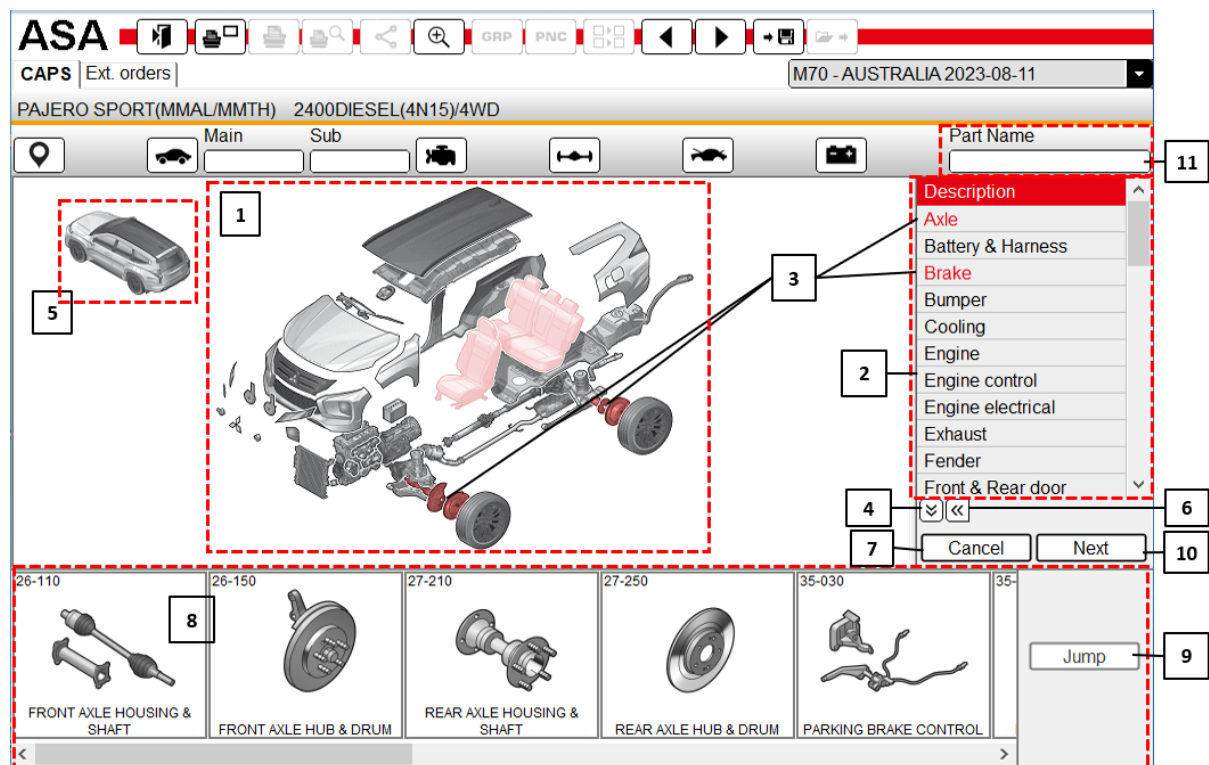 ASA
GRP
PNC
CAPS
Ext. orders
M70 - AUSTRALIA 2023-08-11
PAJERO SPORT(MMAL/MMTH) 2400DIESEL(4N15)/4WD
Main
Sub
Part Name
11
1
5
3
2
Description
Axle
Battery & Harness
Brake
Bumper
Cooling
Engine
Engine control
Engine electrical
Exhaust
Fender
Front & Rear door
4
6
7
Cancel
Next
10
26-110
26-150
27-210
27-250
35-030
35-
8
Jump
9
FRONT AXLE HOUSING &
SHAFT
FRONT AXLE HUB & DRUM
REAR AXLE HOUSING &
SHAFT
REAR AXLE HUB & DRUM
PARKING BRAKE CONTROL